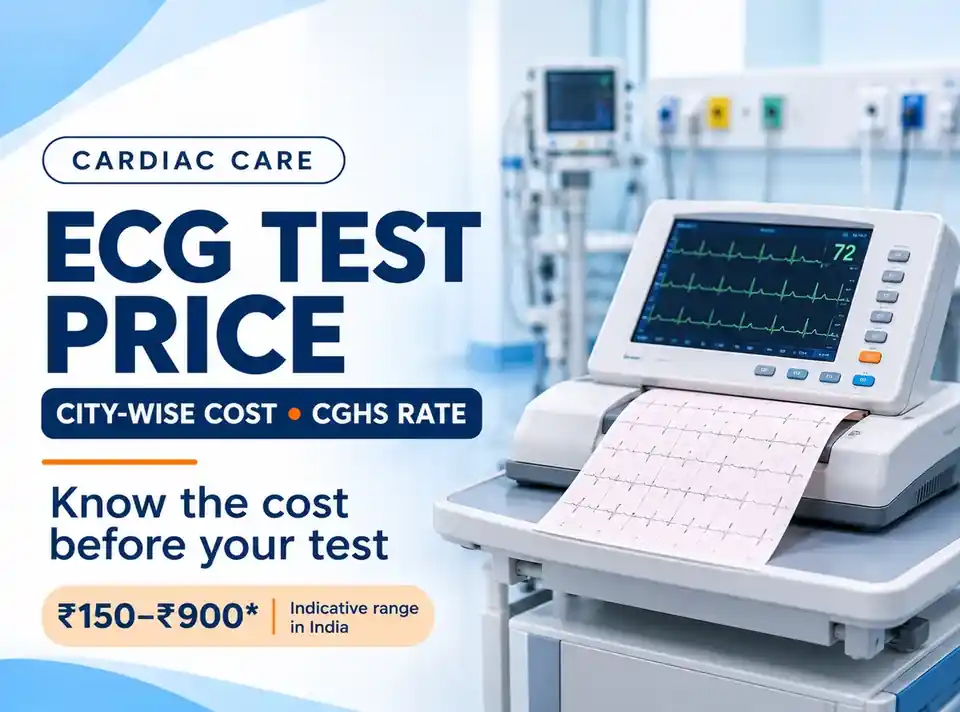 CARDIAC CARE
ECG TEST
PRICE
CITY-WISE COST • CGHS RATE
Know the cost
before your test
₹150–₹900*
Indicative range
in India
72